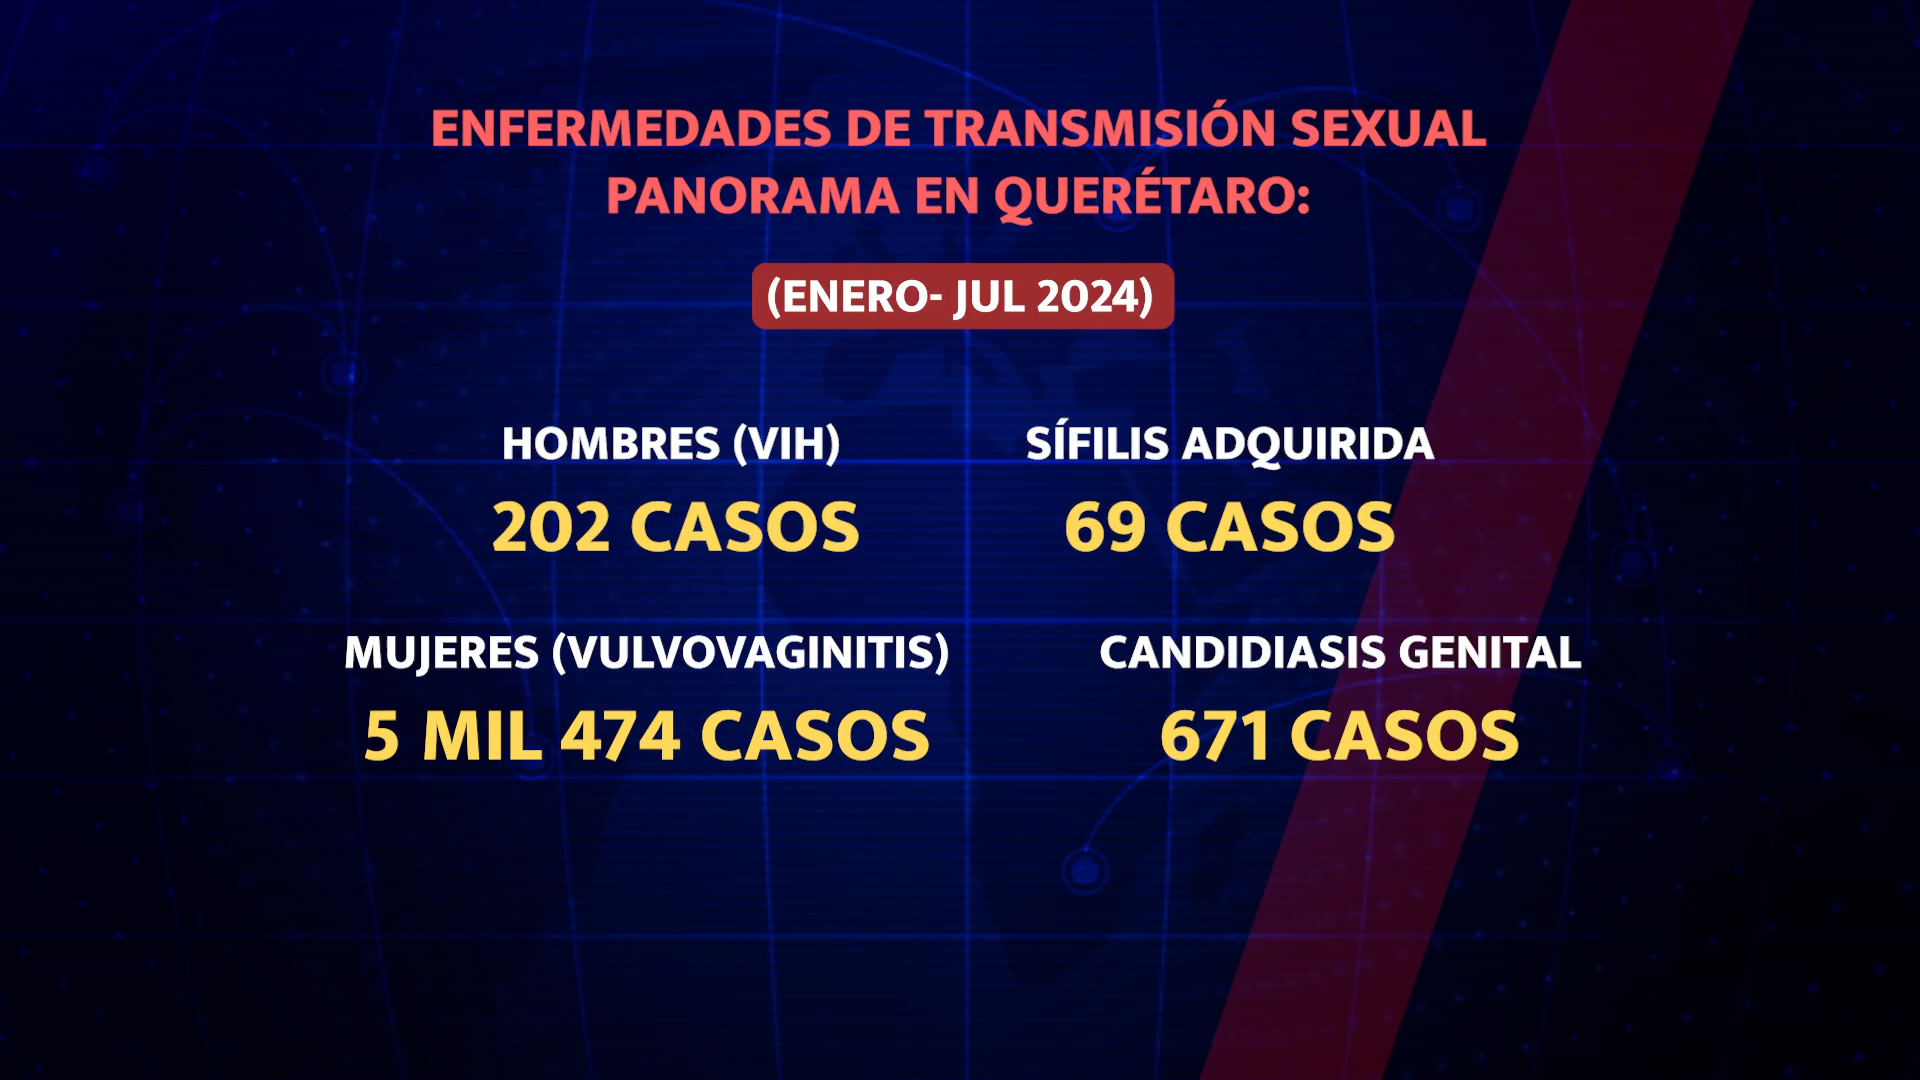 ENFERMEDADES DE TRANSMISIÓN SEXUAL
PANORAMA EN QUERÉTARO:
(ENERO- JUL 2024)
HOMBRES (VIH)
202 CASOS
SÍFILIS ADQUIRIDA
69 CASOS
MUJERES (VULVOVAGINITIS)
5 MIL 474 CASOS
CANDIDIASIS GENITAL
671 CASOS